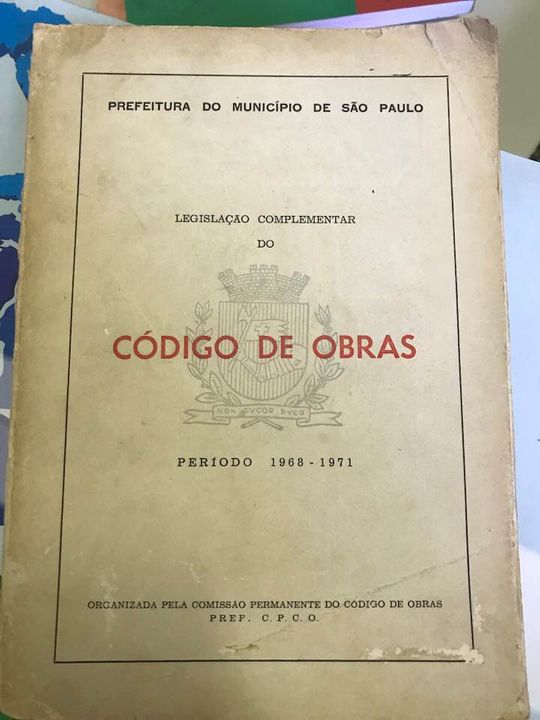 PREFEITURA DO MUNICÍPIO DE SÃO PAULO
LEGISLAÇÃO COMPLEMENTAR
DO
CÓDIGO DE OBRAS
NON DVCOR DVCO
PERÍODO 1968 - 1971
ORGANIZADA PELA COMISSÃO PERMANENTE DO CÓDIGO DE OBRAS
PREF. C. P. C. O.